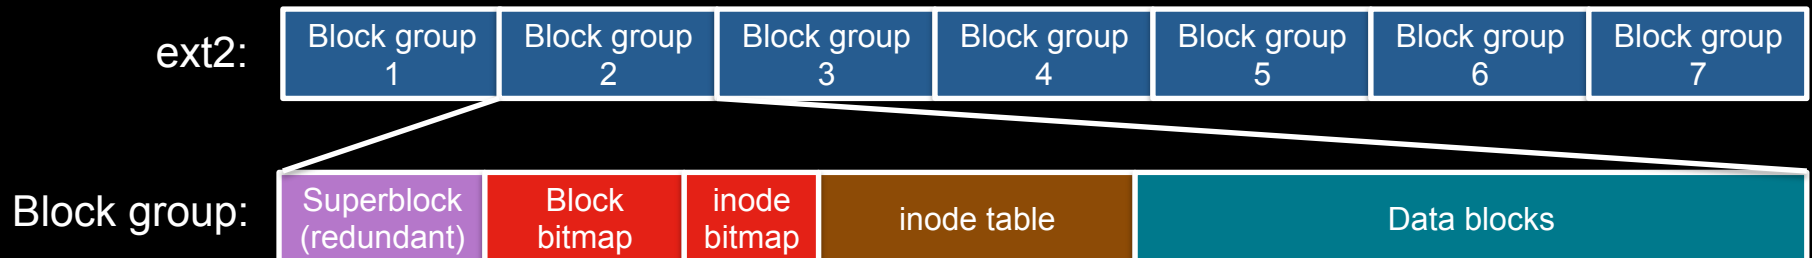 ext2:
Block group
1
Block group
2
Block group
3
Block group
4
Block group
5
Block group
6
Block group
7
Block group:
Superblock
(redundant)
Block
bitmap
inode
bitmap
inode table
Data blocks